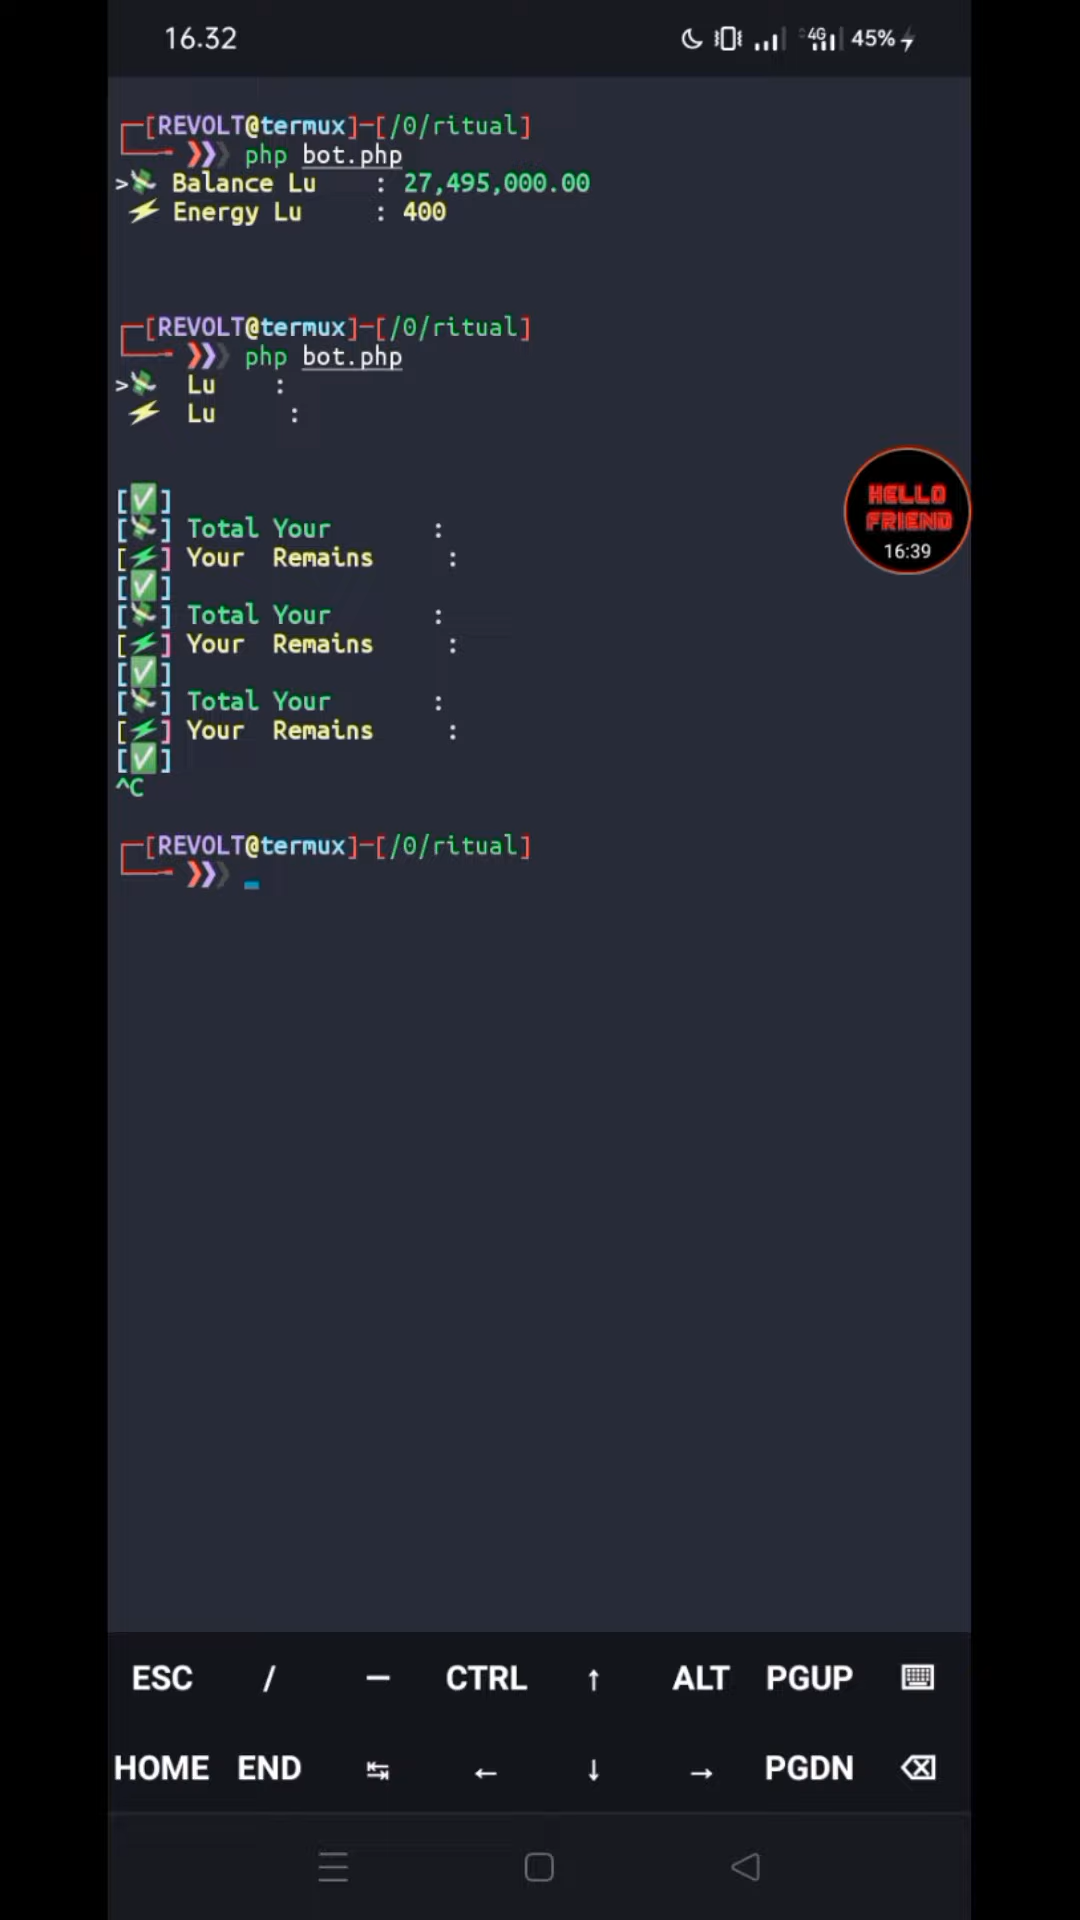 16.32
4G 45%
[REVOLT@termux]-[/0/ritual]
php bot.php
> Balance Lu : 27,495,000.00
Energy Lu : 400
[REVOLT@termux]-[/0/ritual]
php bot.php
> Lu :
Lu :
[✅]
[💸] Total Your :
[⚡] Your Remains :
[✅]
[💸] Total Your :
[⚡] Your Remains :
[✅]
[💸] Total Your :
[⚡] Your Remains :
[✅]
^C
[REVOLT@termux]-[/0/ritual]
HELLO
FRIEND
16:39
ESC / — CTRL ↑ ALT PGUP
HOME END ↹ ← ↓ → PGDN